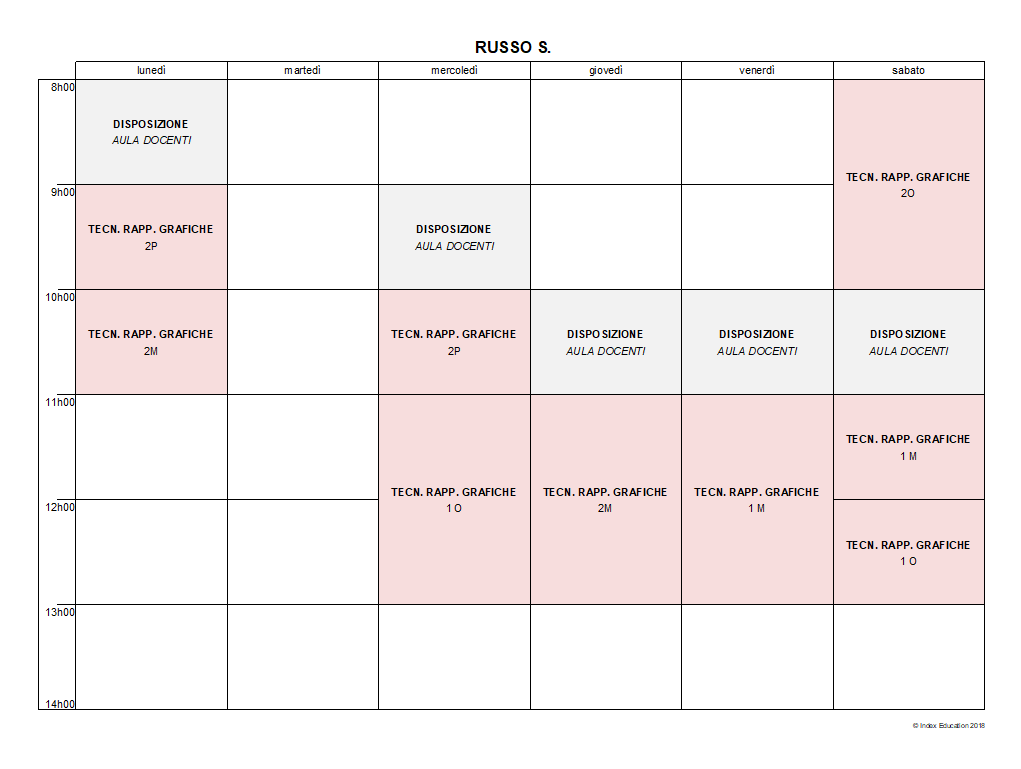 RUSSO S.
lunedì martedì mercoledì giovedì venerdì sabato
8h00
DISPOSIZIONE
AULA DOCENTI
TECN. RAPP. GRAFICHE
2O
9h00
TECN. RAPP. GRAFICHE
2P
DISPOSIZIONE
AULA DOCENTI
10h00
TECN. RAPP. GRAFICHE
2M
TECN. RAPP. GRAFICHE
2P
DISPOSIZIONE
AULA DOCENTI
DISPOSIZIONE
AULA DOCENTI
DISPOSIZIONE
AULA DOCENTI
11h00
TECN. RAPP. GRAFICHE
1 O
TECN. RAPP. GRAFICHE
2M
TECN. RAPP. GRAFICHE
1 M
TECN. RAPP. GRAFICHE
1 M
12h00
TECN. RAPP. GRAFICHE
1 O
13h00
14h00
© Index Education 2018